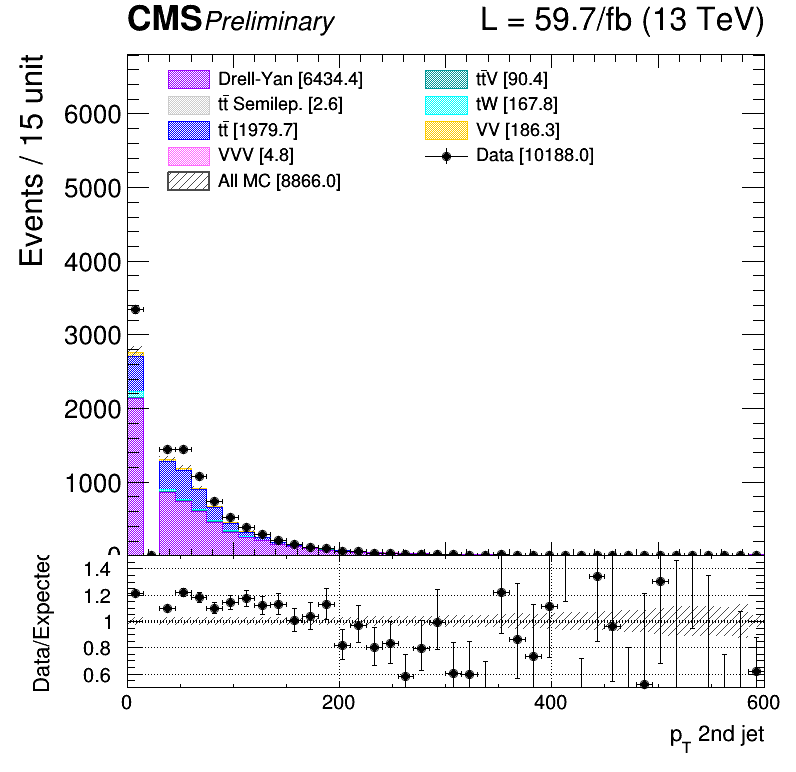 CMS Preliminary L = 59.7/fb (13 TeV)
Events / 15 unit
Drell-Yan [6434.4]
tt̄ Semilep. [2.6]
tt̄ [1979.7]
VVV [4.8]
All MC [8866.0]
tt̄V [90.4]
tW [167.8]
VV [186.3]
Data [10188.0]
6000
5000
4000
3000
2000
1000
0
Data/Expected
1.4
1.2
1
0.8
0.6
0 200 400 600
p_T 2nd jet